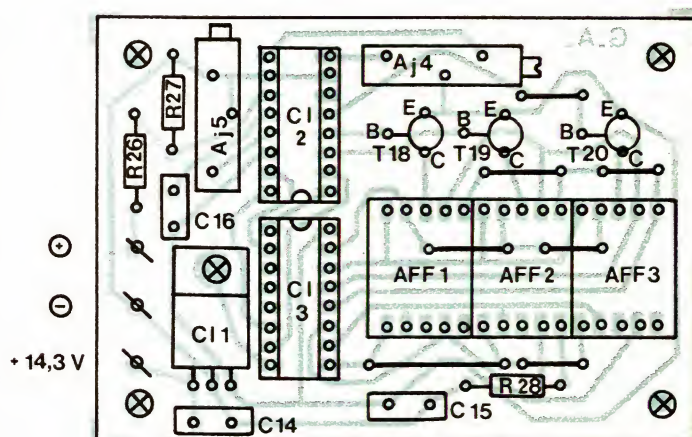 G.A.
Aj4
R27
Aj5
CI
2
E
B
T18
C
E
B
T19
C
E
B
T20
C
R26
C16
+
CI
3
AFF1
AFF2
AFF3
−
CI1
+ 14,3 V
R28
C14
C15